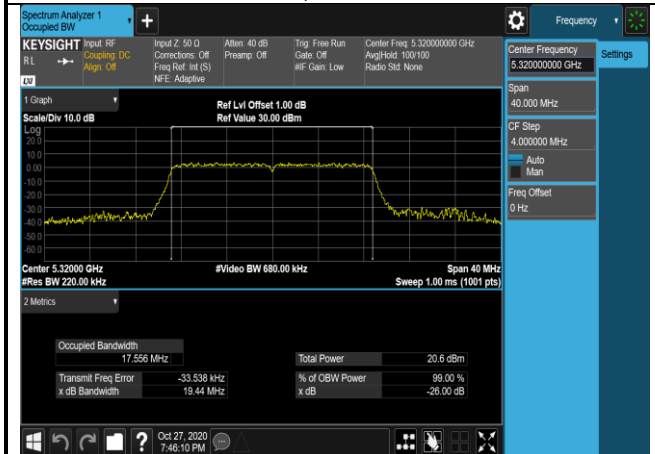 Spectrum Analyzer 1
Occupied BW
+
Frequency
KEYSIGHT
RL
LXI
Input: RF
Coupling: DC
Align: Off
Input Z: 50 Ω
Corrections: Off
Freq Ref: Int (S)
NFE: Adaptive
Atten: 40 dB
Preamp: Off
Trig: Free Run
Gate: Off
#IF Gain: Low
Center Freq: 5.320000000 GHz
Avg|Hold: 100/100
Radio Std: None
Center Frequency
5.320000000 GHz
Settings
Span
40.000 MHz
CF Step
4.000000 MHz
Auto
Man
Freq Offset
0 Hz
1 Graph
Scale/Div 10.0 dB
Ref Lvl Offset 1.00 dB
Ref Value 30.00 dBm
Log
20.0
10.0
0.00
-10.0
-20.0
-30.0
-40.0
-50.0
-60.0
Center 5.32000 GHz
#Res BW 220.00 kHz
#Video BW 680.00 kHz
Span 40 MHz
Sweep 1.00 ms (1001 pts)
2 Metrics
Occupied Bandwidth
17.556 MHz
Total Power 20.6 dBm
Transmit Freq Error -33.538 kHz
% of OBW Power 99.00 %
x dB Bandwidth 19.44 MHz
x dB -26.00 dB
?
Oct 27, 2020
7:46:10 PM